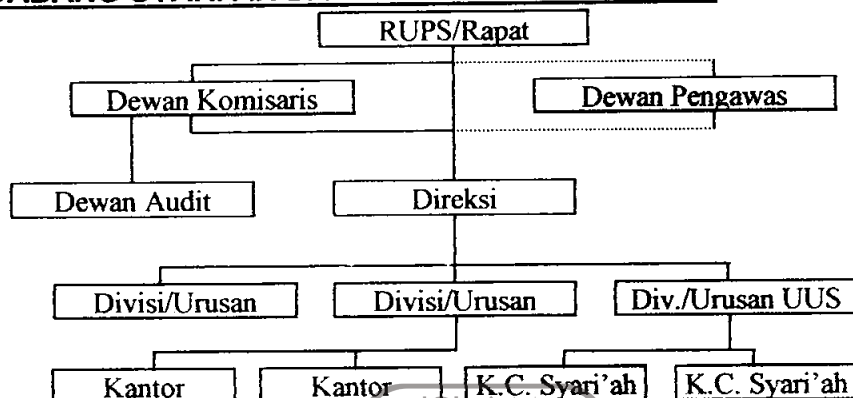 RUPS/Rapat
Dewan Komisaris
Dewan Pengawas
Dewan Audit
Direksi
Divisi/Urusan
Divisi/Urusan
Div./Urusan UUS
Kantor
Kantor
K.C. Syari'ah
K.C. Syari'ah